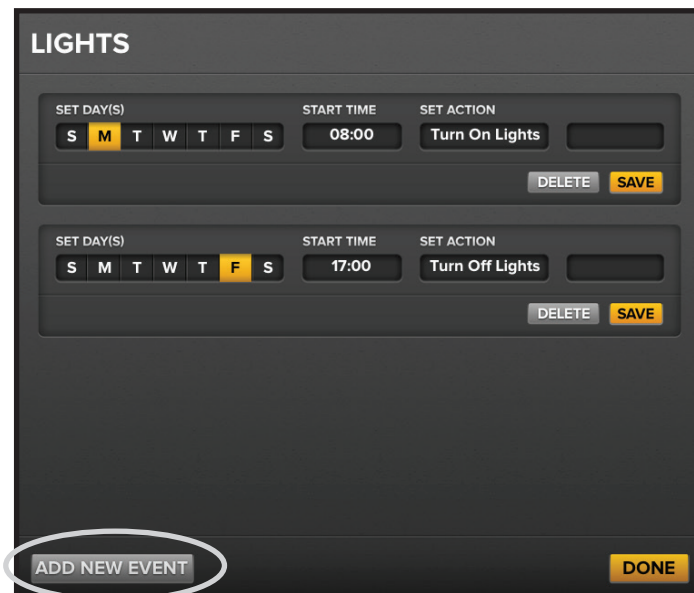 LIGHTS
SET DAY(S) START TIME SET ACTION
S M T W T F S 08:00 Turn On Lights
DELETE SAVE
SET DAY(S) START TIME SET ACTION
S M T W T F S 17:00 Turn Off Lights
DELETE SAVE
ADD NEW EVENT DONE